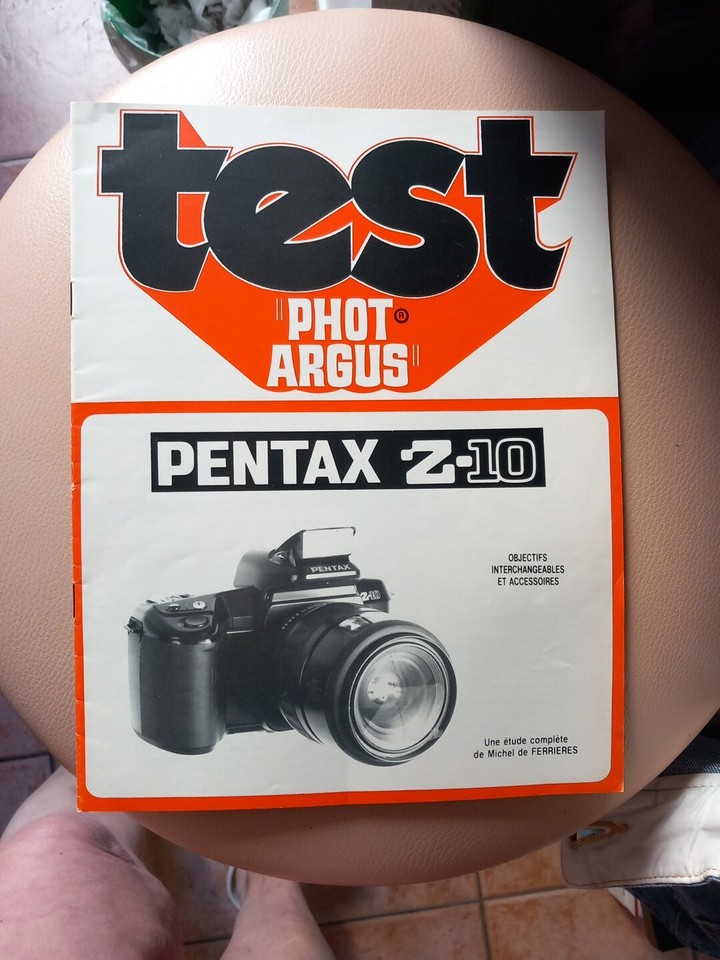 test
"PHOT®
ARGUS"
PENTAX Z-10
OBJECTIFS
INTERCHANGEABLES
ET ACCESSOIRES
PENTAX
Z-10
Une étude complète
de Michel de FERRIERES